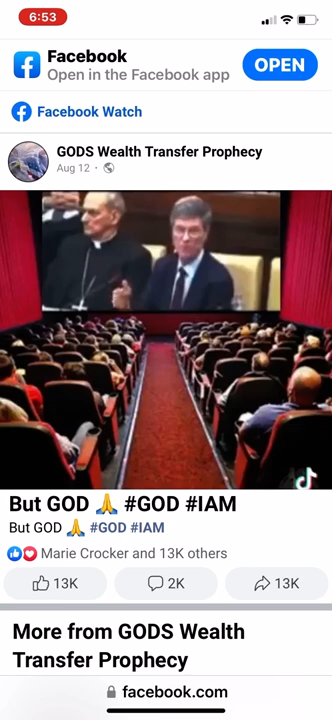 6:53
Facebook
Open in the Facebook app
OPEN
Facebook Watch
GODS Wealth Transfer Prophecy
Aug 12 ·
But GOD 🙏 #GOD #IAM
But GOD 🙏 #GOD #IAM
Marie Crocker and 13K others
13K 2K 13K
More from GODS Wealth
Transfer Prophecy
facebook.com